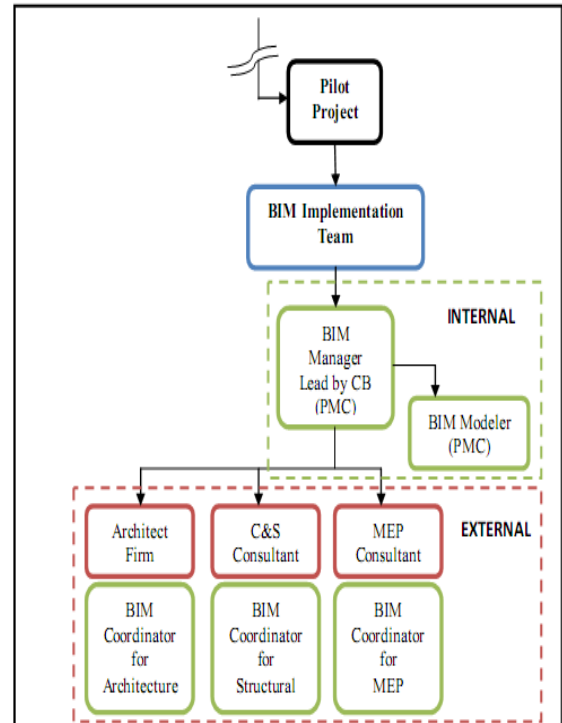 Pilot
Project
BIM Implementation
Team
INTERNAL
BIM
Manager
Lead by CB
(PMC)
BIM Modeler
(PMC)
EXTERNAL
Architect
Firm
C&S
Consultant
MEP
Consultant
BIM
Coordinator
for
Architecture
BIM
Coordinator
for
Structural
BIM
Coordinator
for
MEP